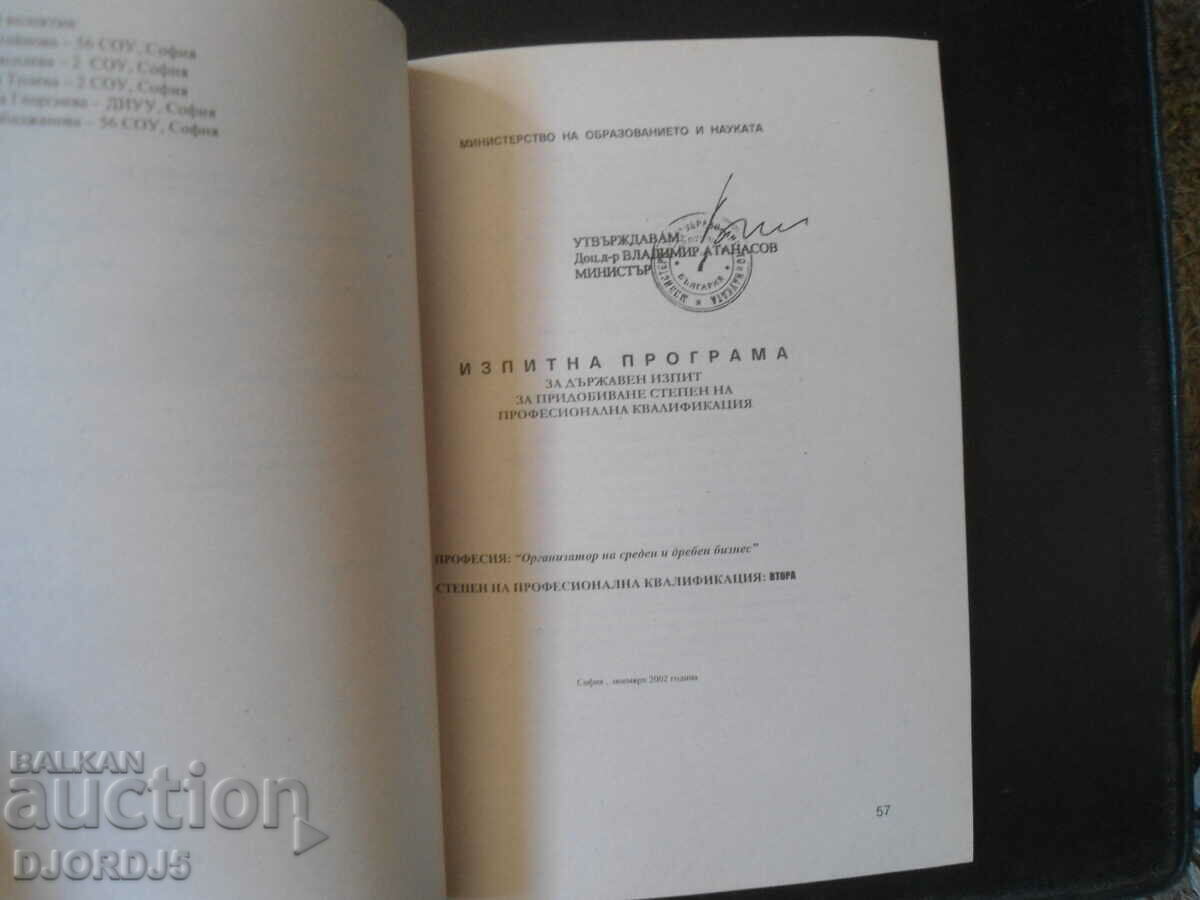 – 56 СОУ, София
– 2 СОУ, София
– 2 СОУ, София
– ДИУУ, София
– 56 СОУ, София
МИНИСТЕРСТВО НА ОБРАЗОВАНИЕТО И НАУКАТА
УТВЪРЖДАВАМ
Доц.д-р ВЛАДИМИР АТАНАСОВ
МИНИСТЪР
БЪЛГАРИЯ
ИЗПИТНА ПРОГРАМА
ЗА ДЪРЖАВЕН ИЗПИТ
ЗА ПРИДОБИВАНЕ СТЕПЕН НА
ПРОФЕСИОНАЛНА КВАЛИФИКАЦИЯ
ПРОФЕСИЯ: “Организатор на среден и дребен бизнес”
СТЕПЕН НА ПРОФЕСИОНАЛНА КВАЛИФИКАЦИЯ: ВТОРА
София , ноември 2002 година
57
BALKAN
auction
DJORDJ5